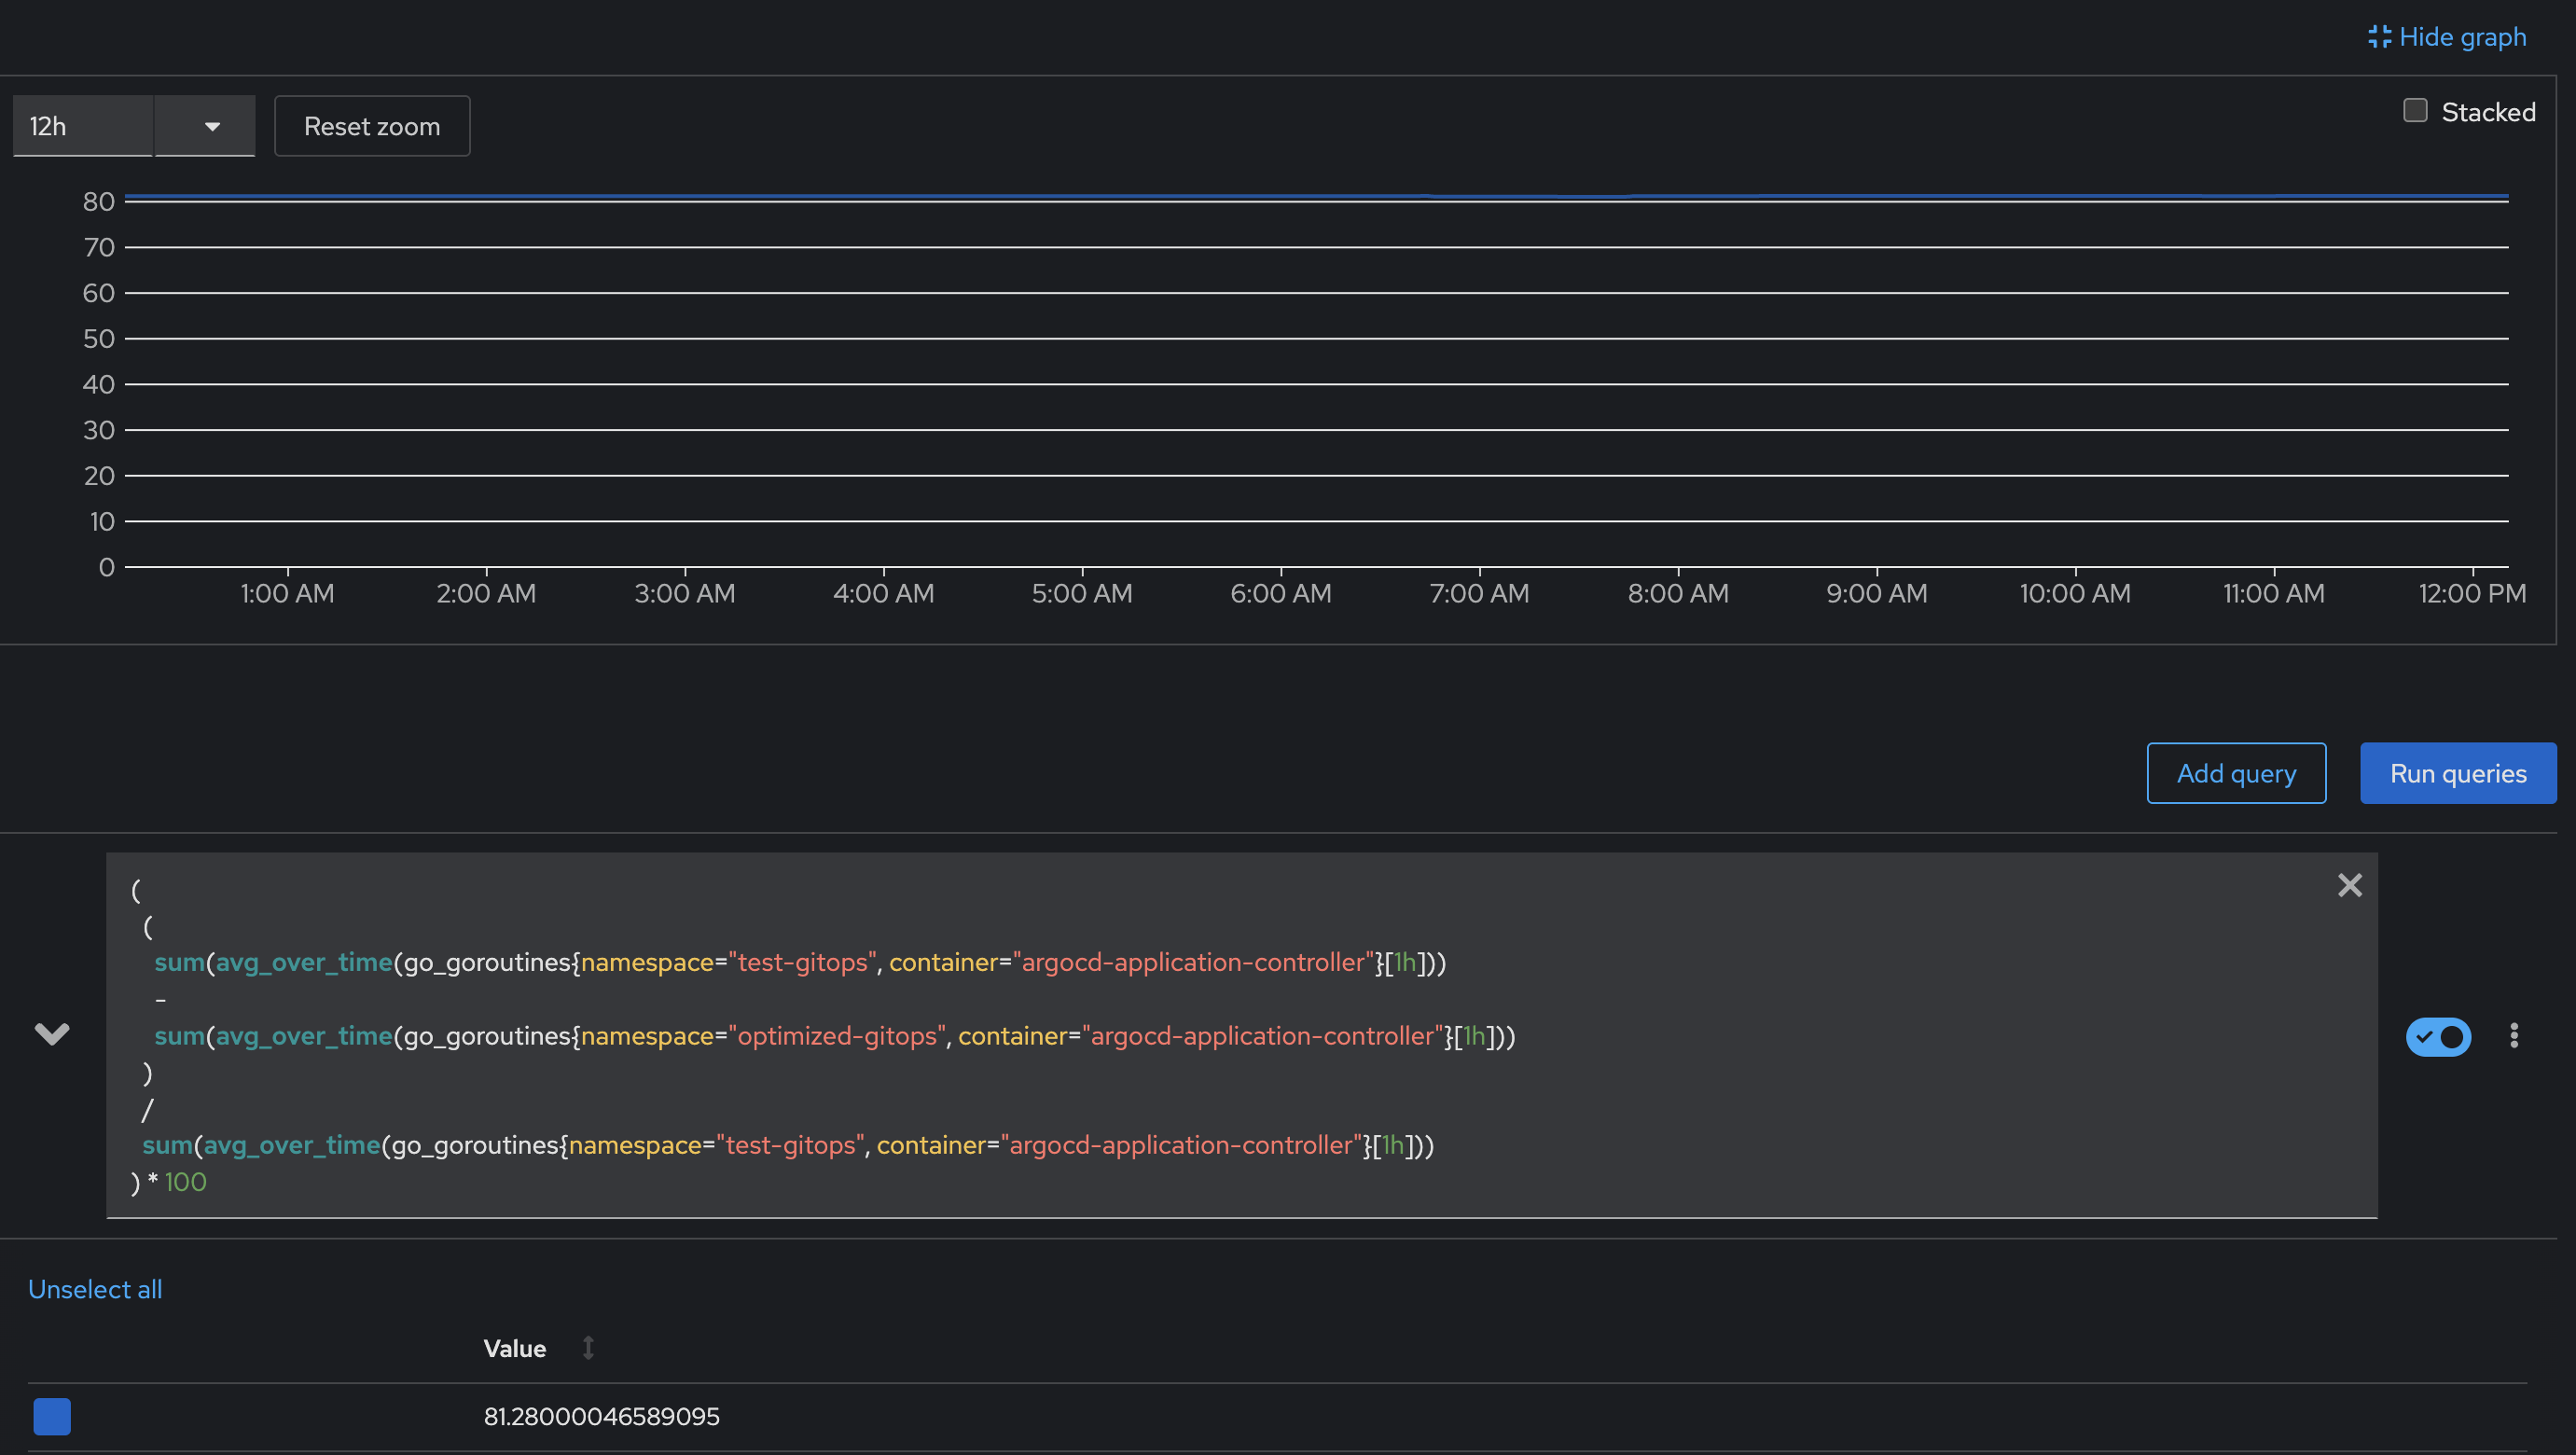 Hide graph
12h
Reset zoom
Stacked
80
70
60
50
40
30
20
10
0
1:00 AM 2:00 AM 3:00 AM 4:00 AM 5:00 AM 6:00 AM 7:00 AM 8:00 AM 9:00 AM 10:00 AM 11:00 AM 12:00 PM
Add query
Run queries
(
(
sum(avg_over_time(go_goroutines{namespace="test-gitops", container="argocd-application-controller"}[1h]))
-
sum(avg_over_time(go_goroutines{namespace="optimized-gitops", container="argocd-application-controller"}[1h]))
)
/
sum(avg_over_time(go_goroutines{namespace="test-gitops", container="argocd-application-controller"}[1h]))
) * 100
Unselect all
Value
81.28000046589095